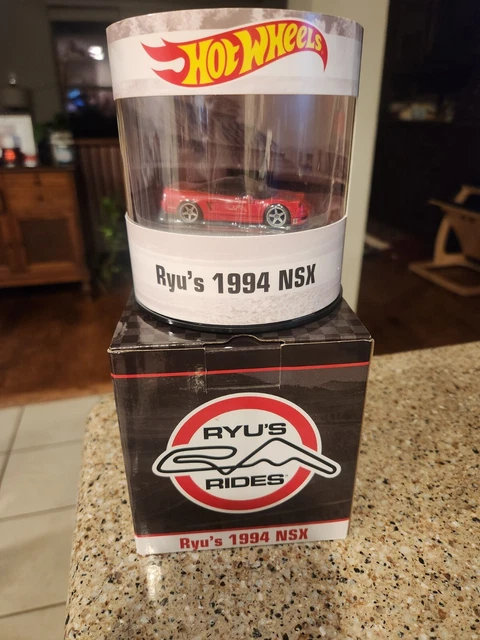 HOT WHEELS
Ryu's 1994 NSX
RYU'S
RIDES
Ryu's 1994 NSX